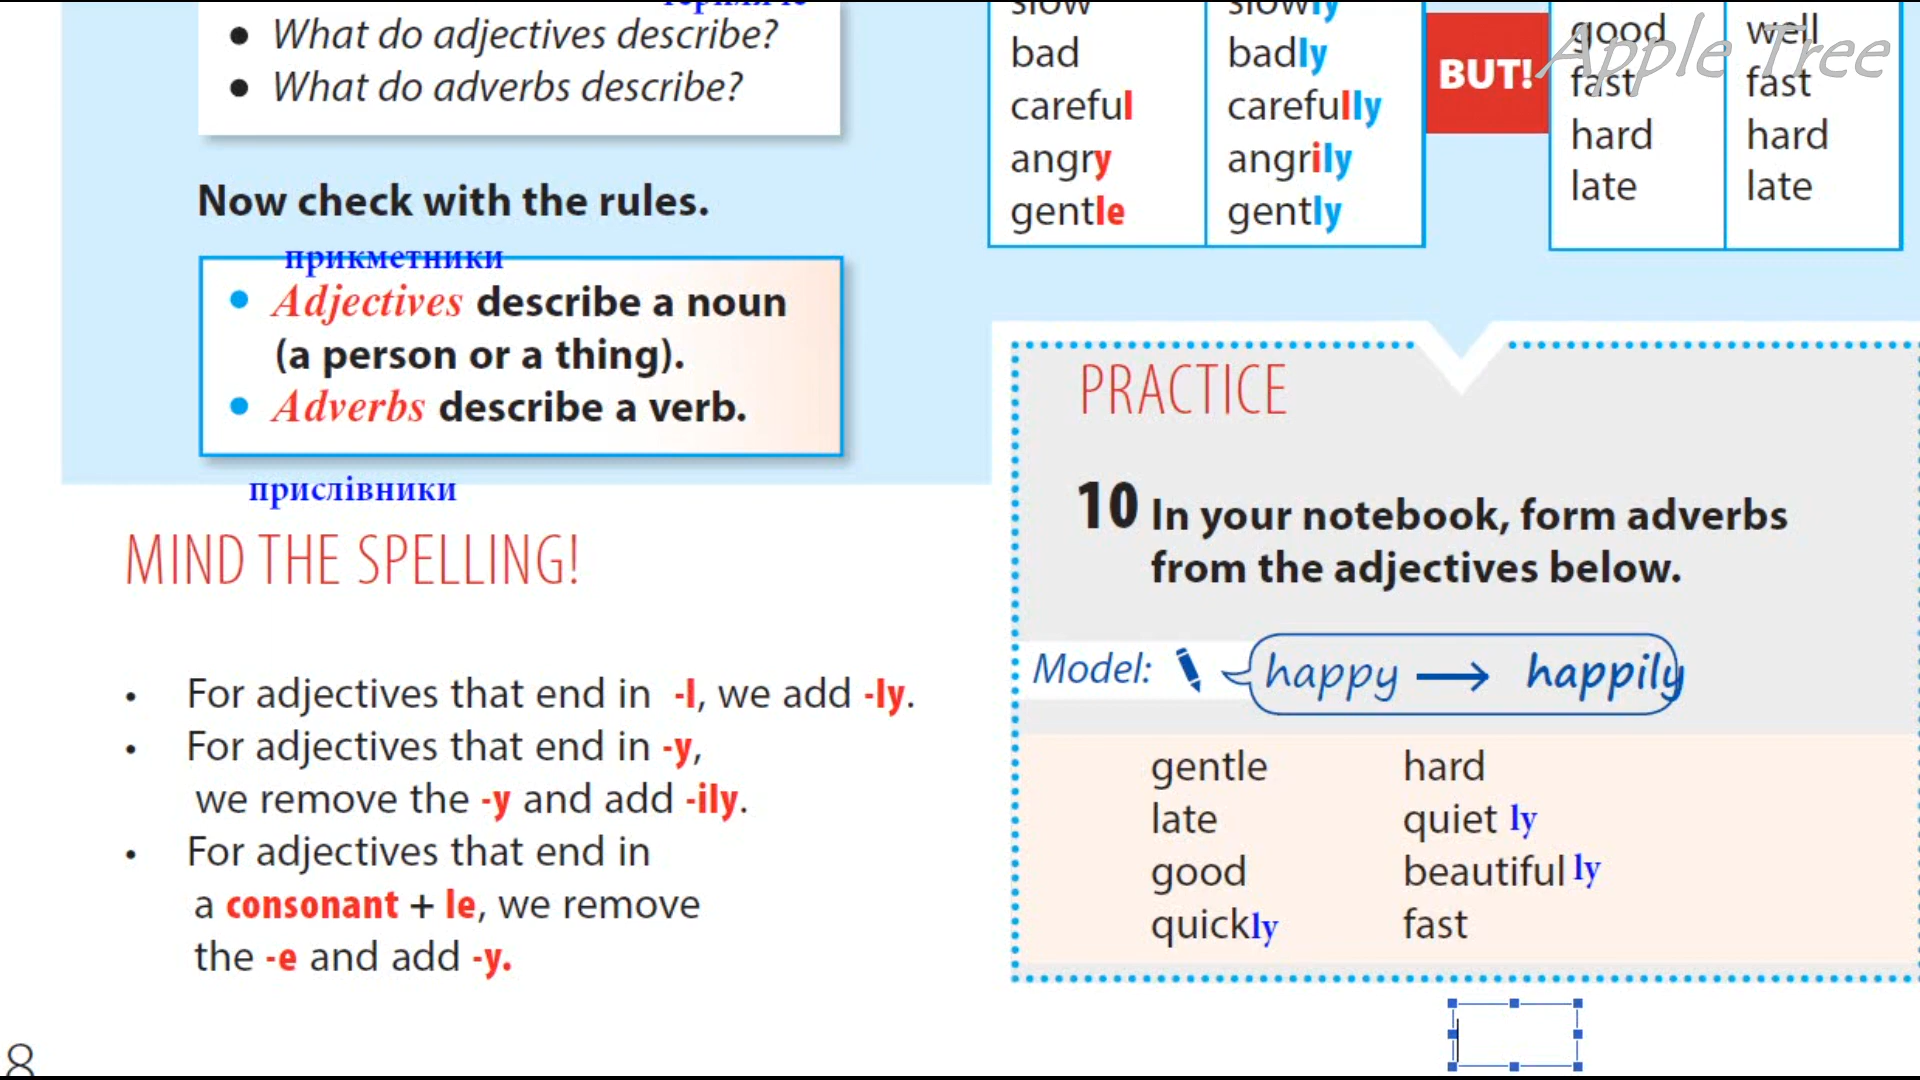 What do adjectives describe?
What do adverbs describe?
Now check with the rules.
прикметники
Adjectives describe a noun
(a person or a thing).
Adverbs describe a verb.
прислівники
MIND THE SPELLING!
For adjectives that end in -l, we add -ly.
For adjectives that end in -y,
we remove the -y and add -ily.
For adjectives that end in
a consonant + le, we remove
the -e and add -y.
8
slow slowly
bad badly
careful carefully
angry angrily
gentle gently
BUT!
good well
fast fast
hard hard
late late
Apple Tree
PRACTICE
10 In your notebook, form adverbs
from the adjectives below.
Model: happy → happily
gentle hard
late quiet ly
good beautiful ly
quickly fast